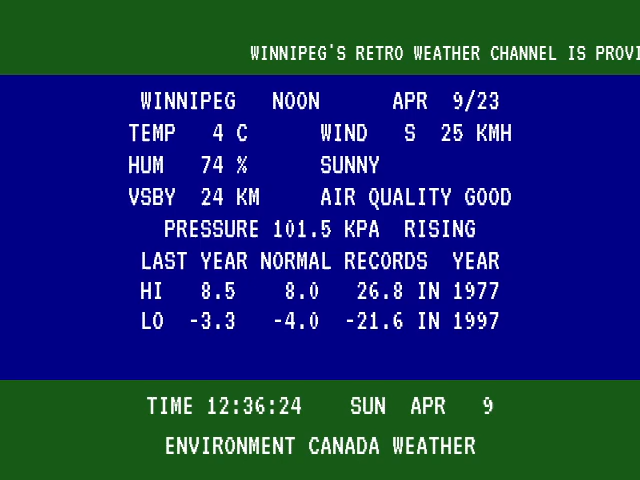 WINNIPEG'S RETRO WEATHER CHANNEL IS PROVI
WINNIPEG NOON APR 9/23
TEMP 4 C WIND S 25 KMH
HUM 74 % SUNNY
VSBY 24 KM AIR QUALITY GOOD
PRESSURE 101.5 KPA RISING
LAST YEAR NORMAL RECORDS YEAR
HI 8.5 8.0 26.8 IN 1977
LO -3.3 -4.0 -21.6 IN 1997
TIME 12:36:24 SUN APR 9
ENVIRONMENT CANADA WEATHER